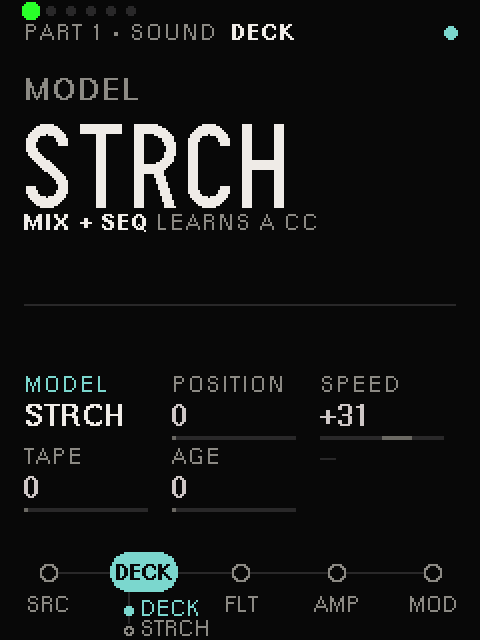 PART 1 · SOUND DECK
MODEL
STRCH
MIX + SEQ LEARNS A CC
MODEL POSITION SPEED
STRCH 0 +31
TAPE AGE —
0 0
DECK
SRC DECK FLT AMP MOD
STRCH